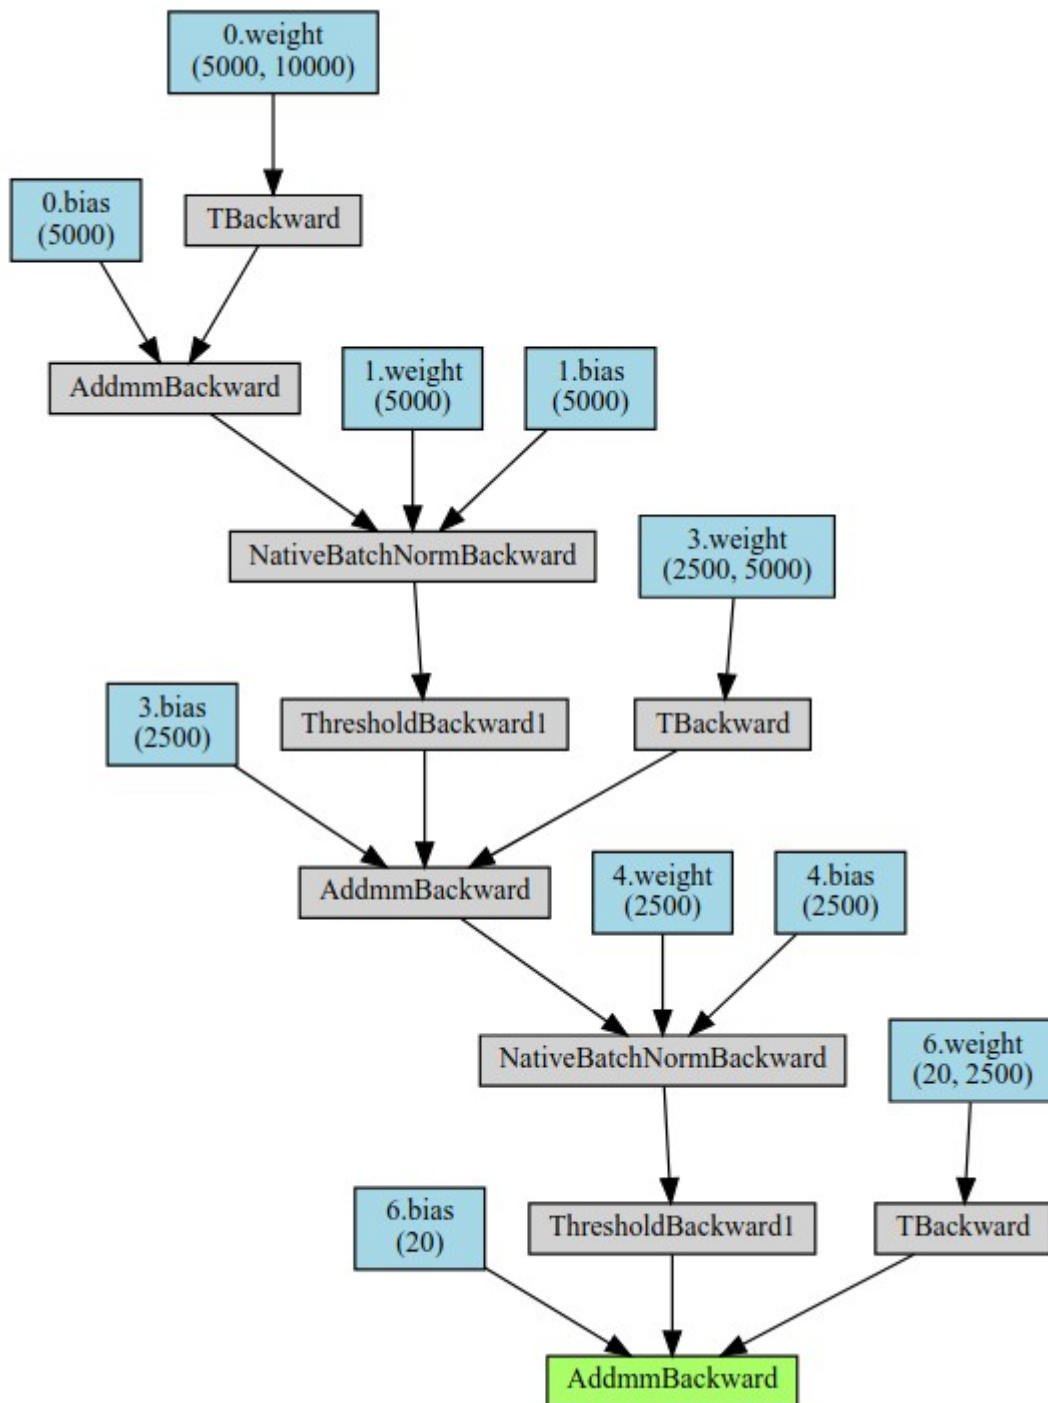 0.weight
(5000, 10000)
0.bias
(5000)
TBackward
AddmmBackward
1.weight
(5000)
1.bias
(5000)
NativeBatchNormBackward
3.weight
(2500, 5000)
3.bias
(2500)
ThresholdBackward1
TBackward
AddmmBackward
4.weight
(2500)
4.bias
(2500)
NativeBatchNormBackward
6.weight
(20, 2500)
6.bias
(20)
ThresholdBackward1
TBackward
AddmmBackward